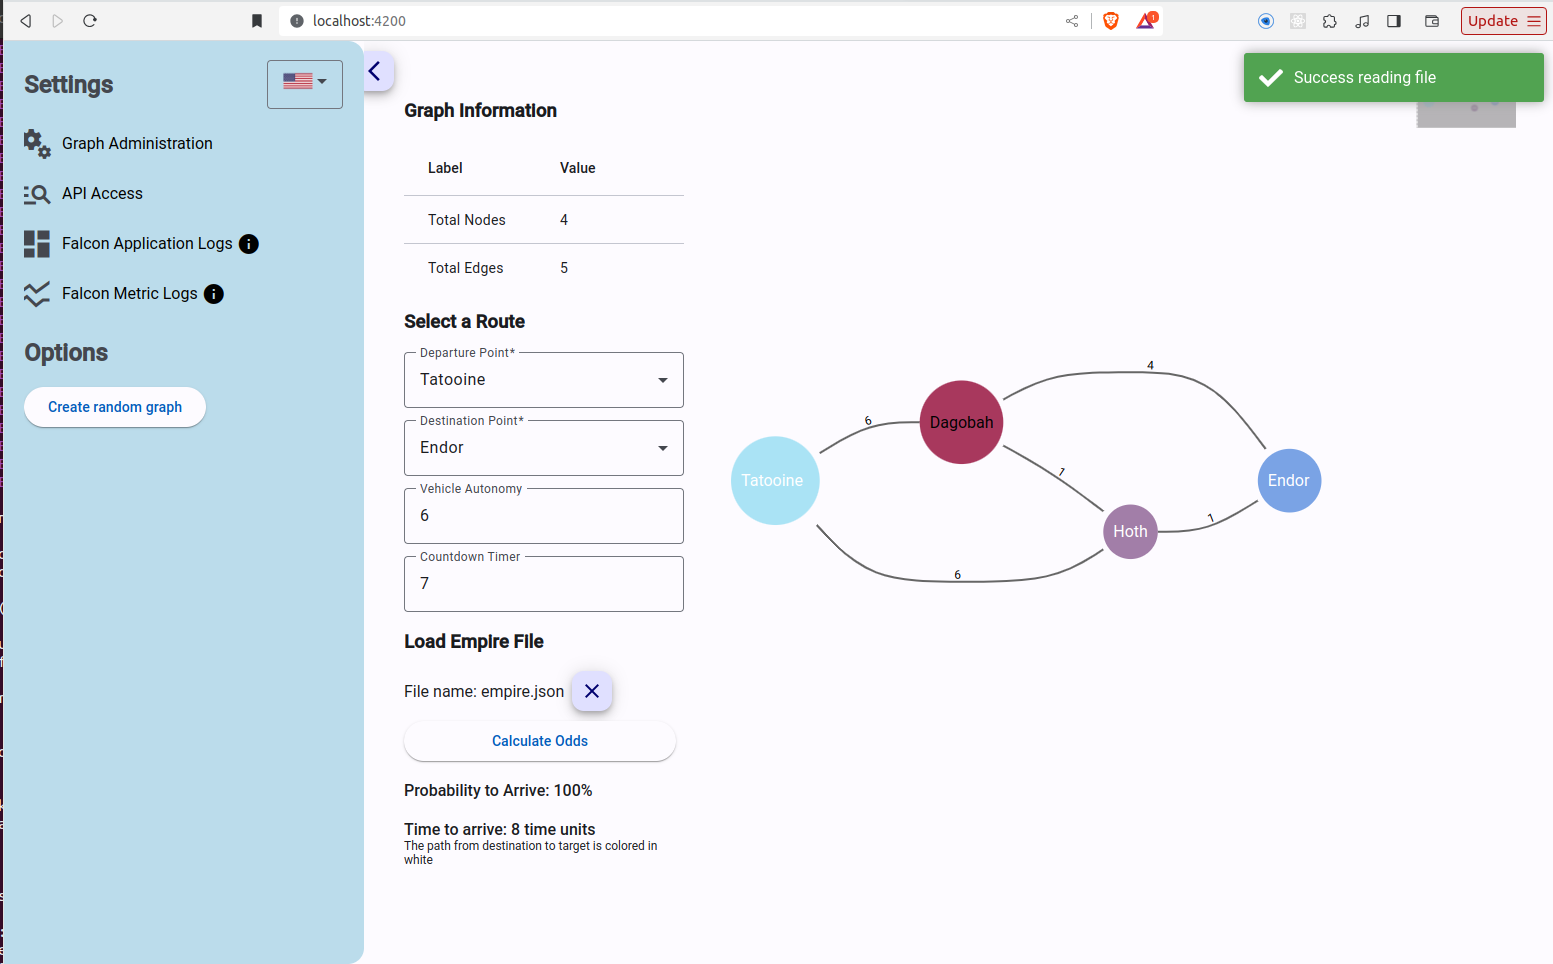 localhost:4200
1
Update
Settings
Graph Administration
API Access
Falcon Application Logs
Falcon Metric Logs
Options
Create random graph
Success reading file
Graph Information
Label Value
Total Nodes 4
Total Edges 5
Select a Route
Departure Point*
Tatooine
Destination Point*
Endor
Vehicle Autonomy
6
Countdown Timer
7
Load Empire File
File name: empire.json
Calculate Odds
Probability to Arrive: 100%
Time to arrive: 8 time units
The path from destination to target is colored in
white
4
6
Dagobah
1
Tatooine
Endor
1
Hoth
6